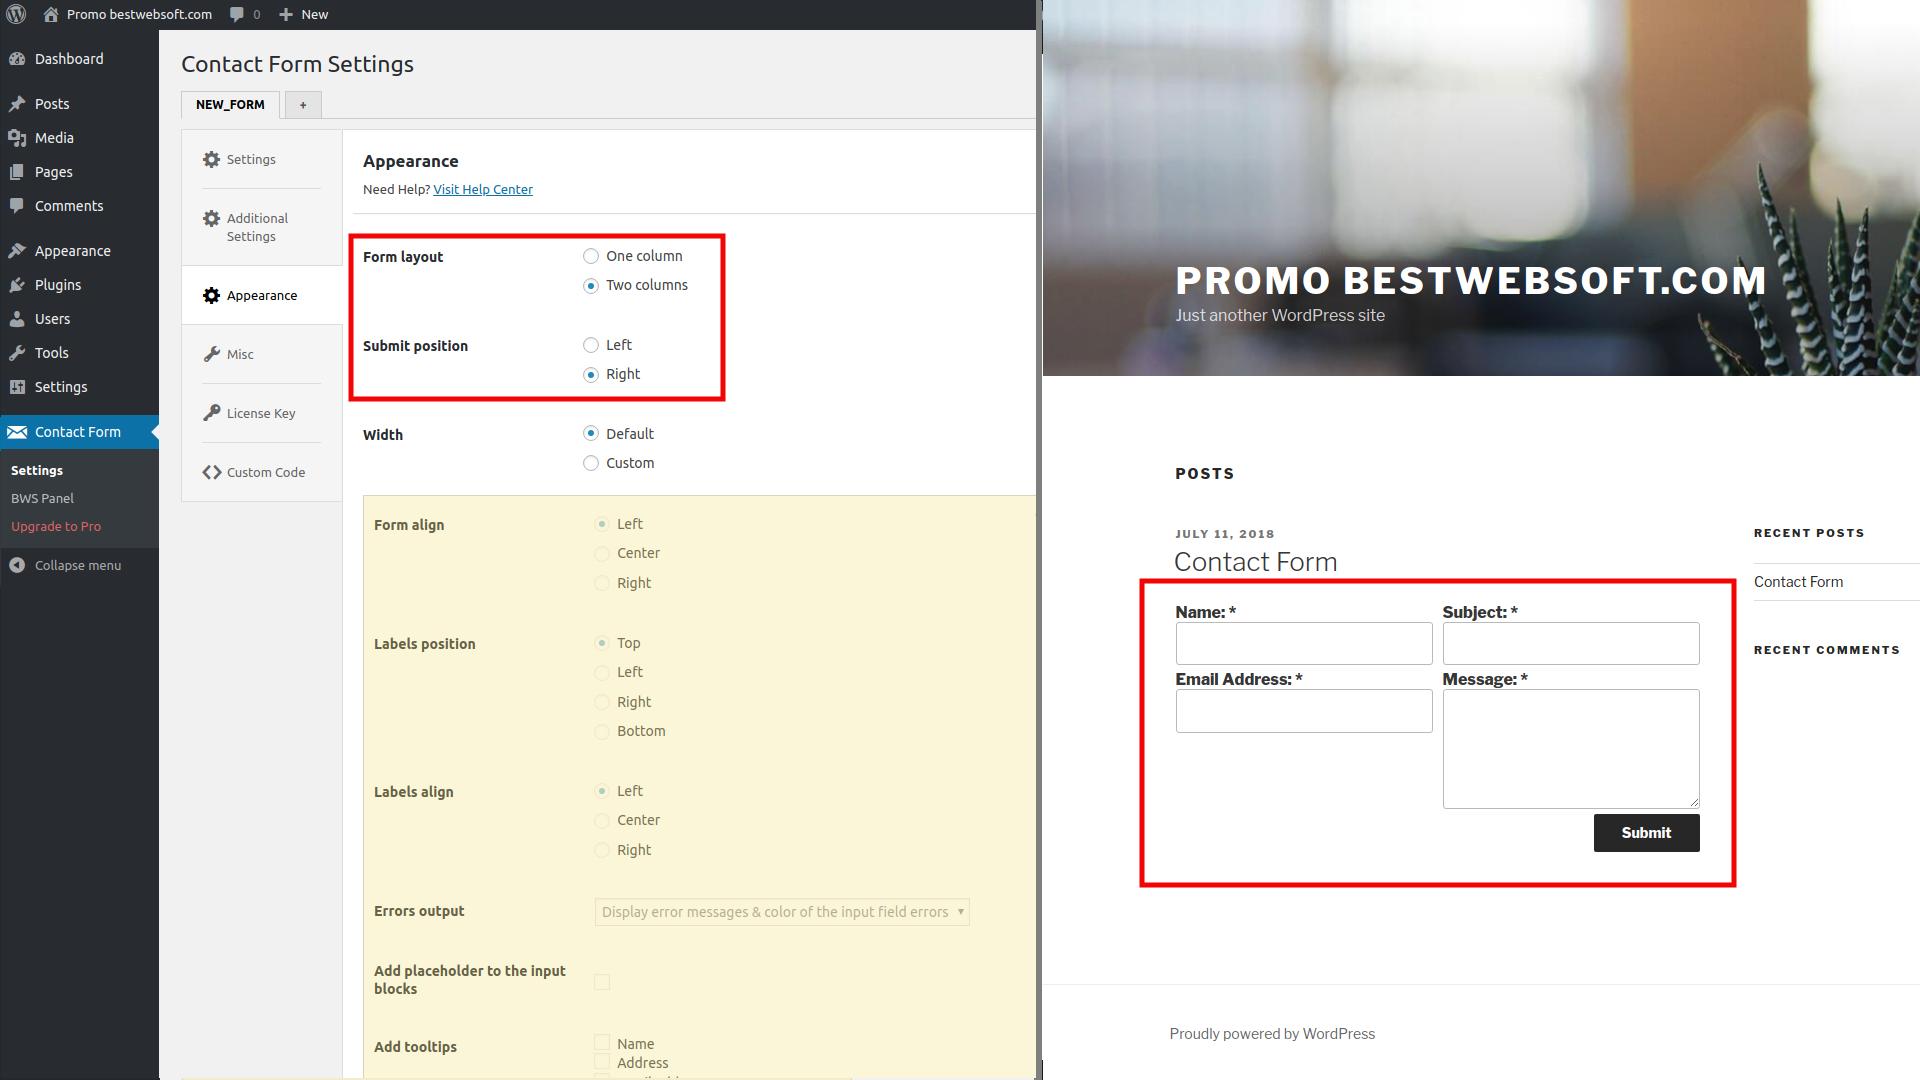 Promo bestwebsoft.com 0 New
Dashboard
Posts
Media
Pages
Comments
Appearance
Plugins
Users
Tools
Settings
Contact Form
Settings
BWS Panel
Upgrade to Pro
Collapse menu
Contact Form Settings
NEW_FORM +
Settings
Additional
Settings
Appearance
Misc
License Key
Custom Code
Appearance
Need Help? Visit Help Center
Form layout
One column
Two columns
Submit position
Left
Right
Width
Default
Custom
Form align
Left
Center
Right
Labels position
Top
Left
Right
Bottom
Labels align
Left
Center
Right
Errors output
Display error messages & color of the input field errors
Add placeholder to the input
blocks
Add tooltips
Name
Address
PROMO BESTWEBSOFT.COM
Just another WordPress site
POSTS
JULY 11, 2018
Contact Form
Name: *
Subject: *
Email Address: *
Message: *
Submit
RECENT POSTS
Contact Form
RECENT COMMENTS
Proudly powered by WordPress